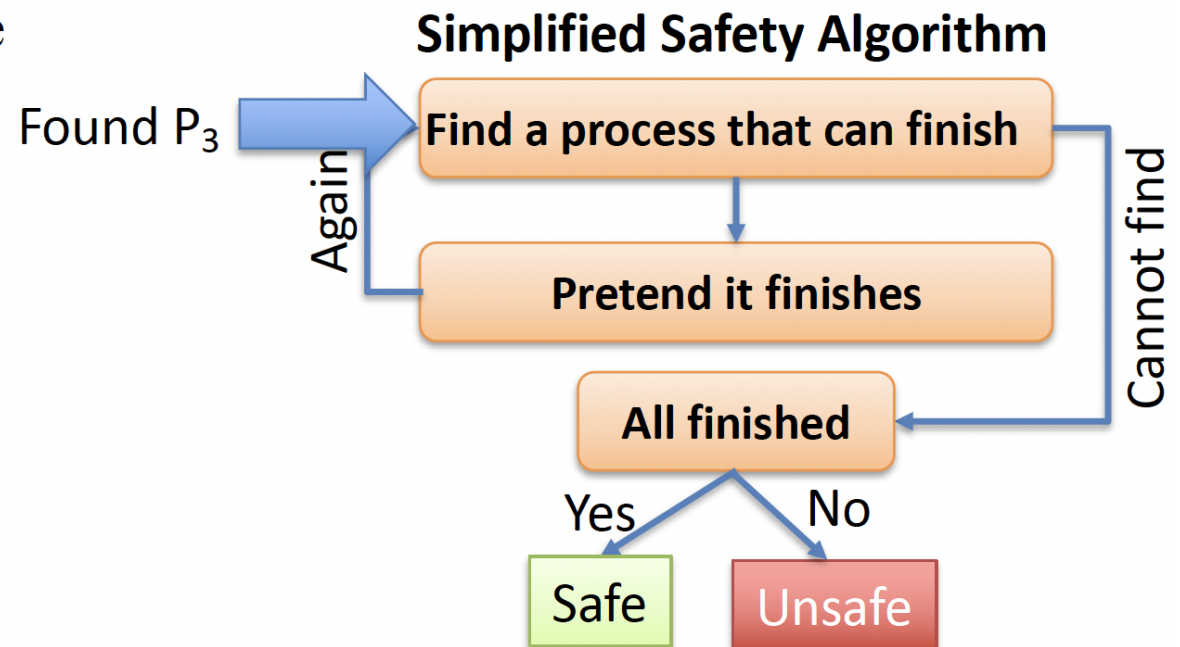 Simplified Safety Algorithm
Found P₃
Find a process that can finish
Again
Pretend it finishes
Cannot find
All finished
Yes
No
Safe
Unsafe